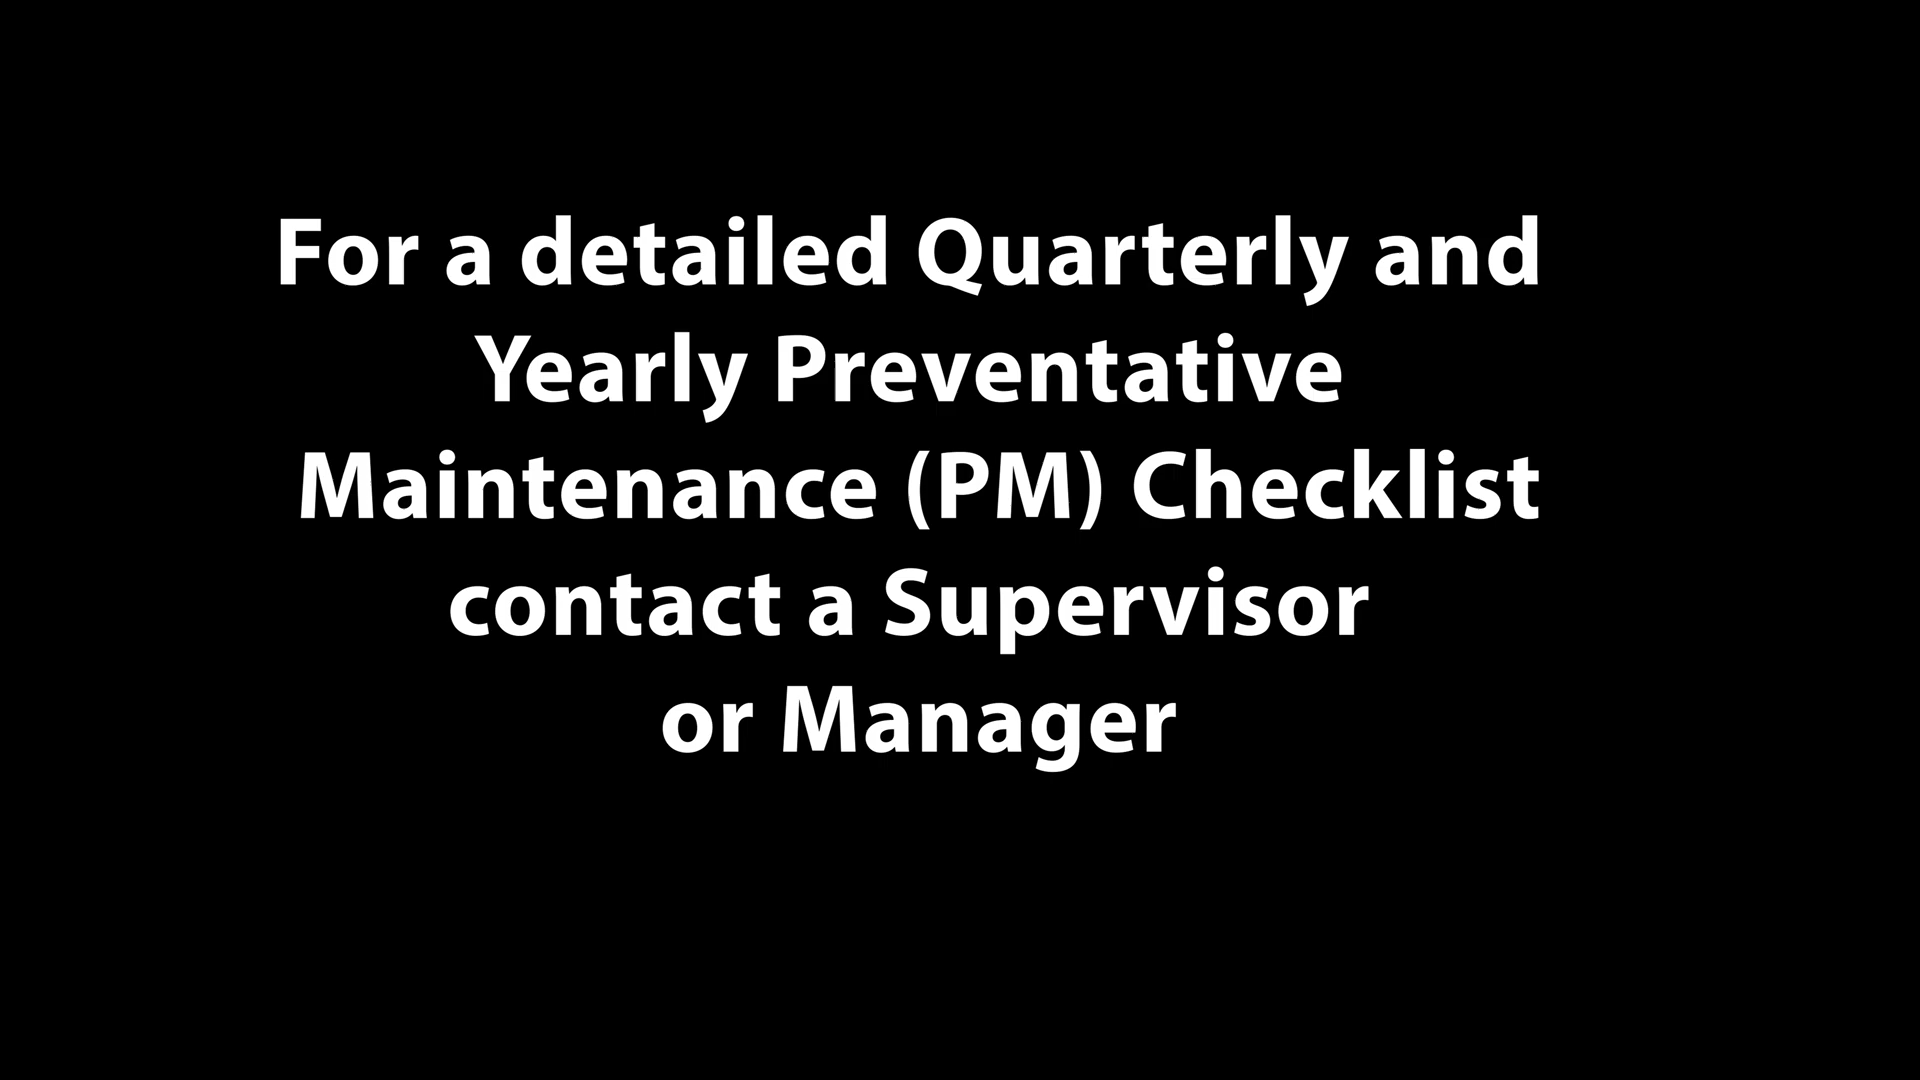 For a detailed Quarterly and
Yearly Preventative
Maintenance (PM) Checklist
contact a Supervisor
or Manager